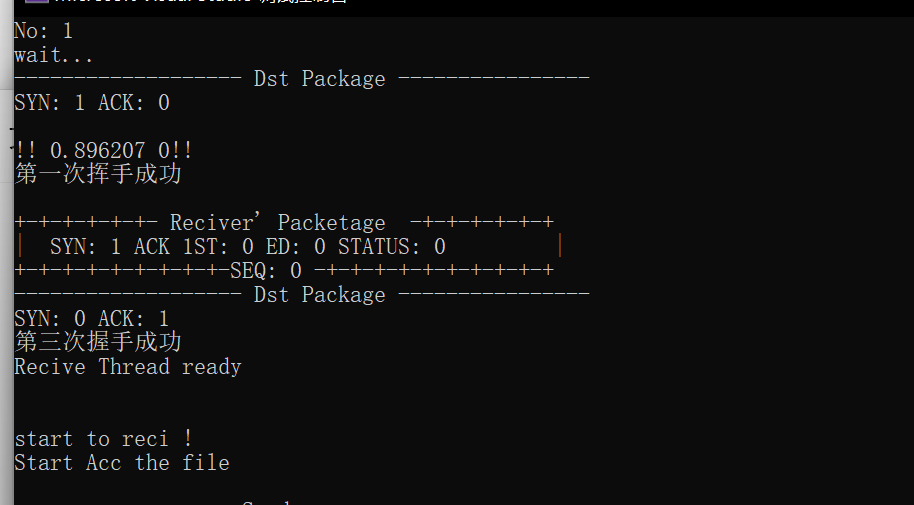 No: 1
wait...
------------------- Dst Package ----------------
SYN: 1 ACK: 0
!! 0.896207 0!!
第一次挥手成功
+-+-+-+-+-+- Reciver' Packetage  -+-+-+-+-+-+
|  SYN: 1 ACK 1ST: 0 ED: 0 STATUS: 0         |
+-+-+-+-+-+-+-+-+-SEQ: 0 -+-+-+-+-+-+-+-+-+-+
------------------- Dst Package ----------------
SYN: 0 ACK: 1
第三次握手成功
Recive Thread ready
start to reci !
Start Acc the file